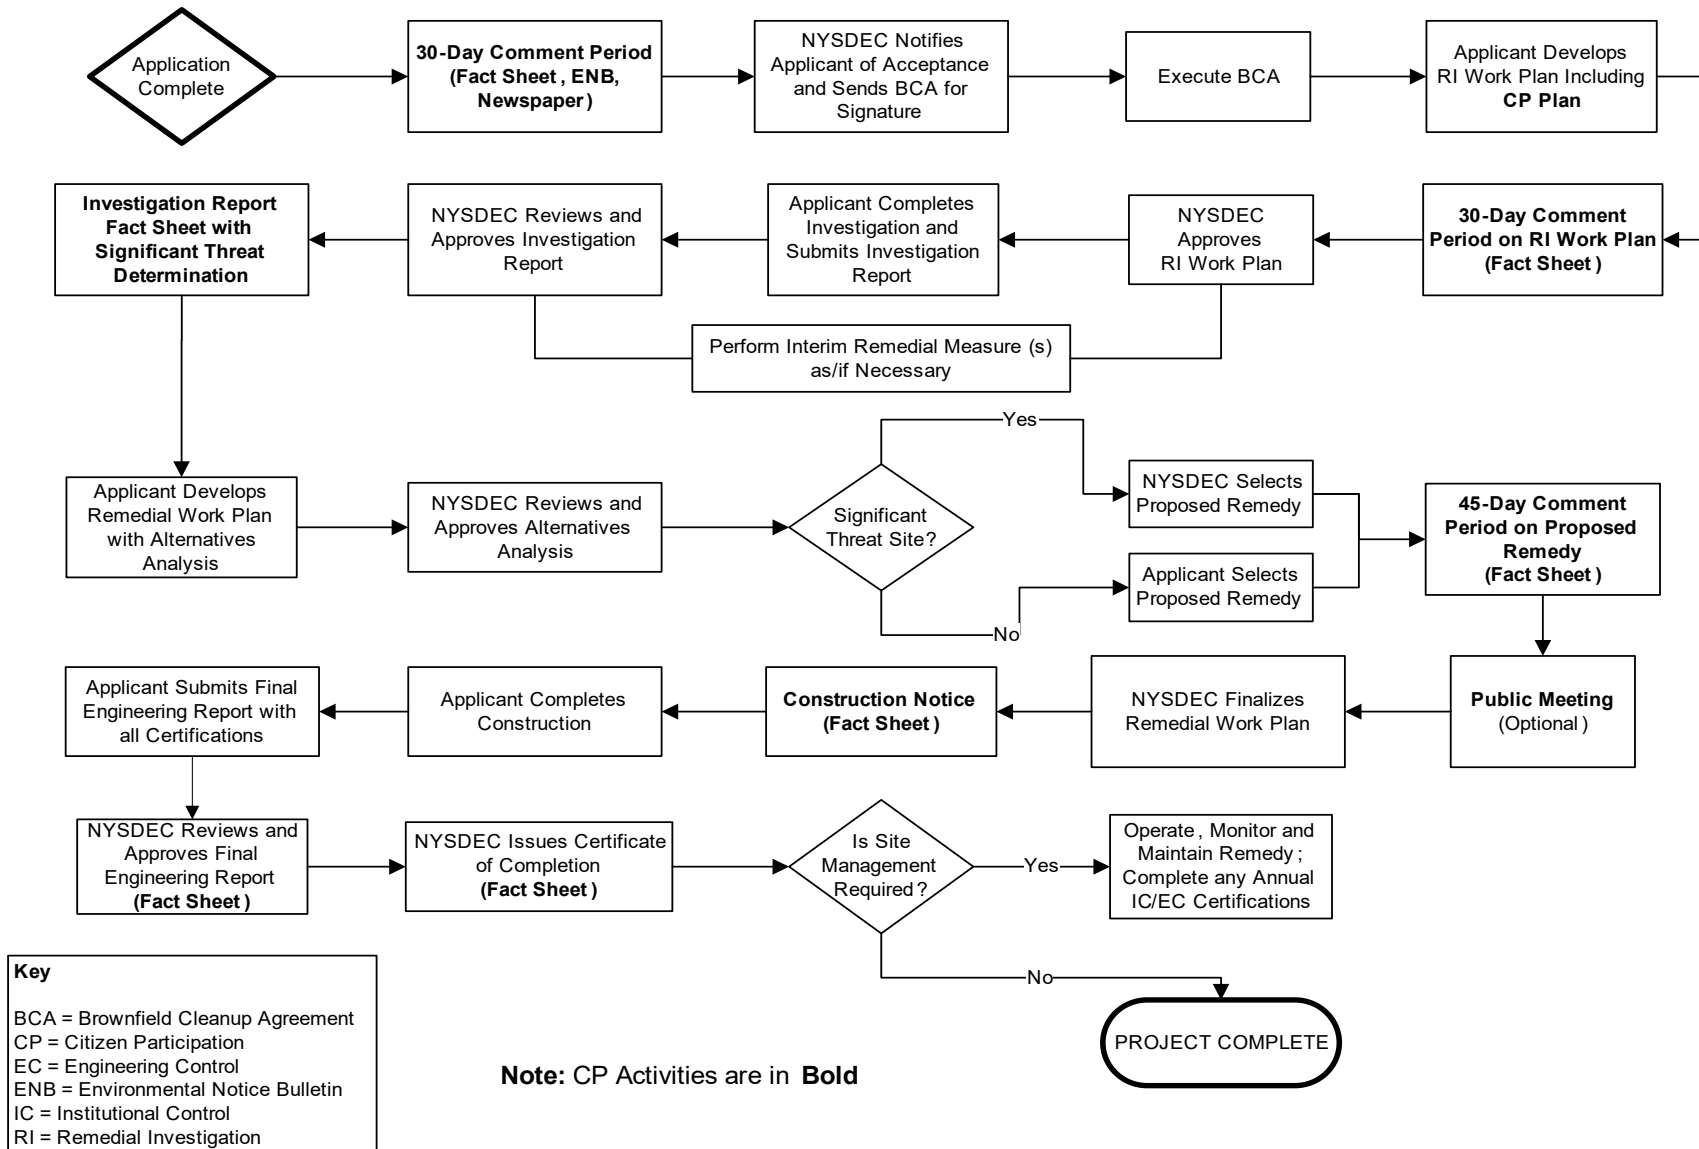 Application
Complete
30-Day Comment Period
(Fact Sheet , ENB,
Newspaper )
NYSDEC Notifies
Applicant of Acceptance
and Sends BCA for
Signature
Execute BCA
Applicant Develops
RI Work Plan Including
CP Plan
Investigation Report
Fact Sheet with
Significant Threat
Determination
NYSDEC Reviews and
Approves Investigation
Report
Applicant Completes
Investigation and
Submits Investigation
Report
NYSDEC
Approves
RI Work Plan
30-Day Comment
Period on RI Work Plan
(Fact Sheet )
Perform Interim Remedial Measure (s)
as/if Necessary
Applicant Develops
Remedial Work Plan
with Alternatives
Analysis
NYSDEC Reviews and
Approves Alternatives
Analysis
Significant
Threat Site?
Yes
No
NYSDEC Selects
Proposed Remedy
Applicant Selects
Proposed Remedy
45-Day Comment
Period on Proposed
Remedy
(Fact Sheet )
Applicant Submits Final
Engineering Report with
all Certifications
Applicant Completes
Construction
Construction Notice
(Fact Sheet )
NYSDEC Finalizes
Remedial Work Plan
Public Meeting
(Optional )
NYSDEC Reviews and
Approves Final
Engineering Report
(Fact Sheet )
NYSDEC Issues Certificate
of Completion
(Fact Sheet )
Is Site
Management
Required ?
Yes
No
Operate , Monitor and
Maintain Remedy ;
Complete any Annual
IC/EC Certifications
PROJECT COMPLETE
Key
BCA = Brownfield Cleanup Agreement
CP = Citizen Participation
EC = Engineering Control
ENB = Environmental Notice Bulletin
IC = Institutional Control
RI = Remedial Investigation
Note: CP Activities are in Bold